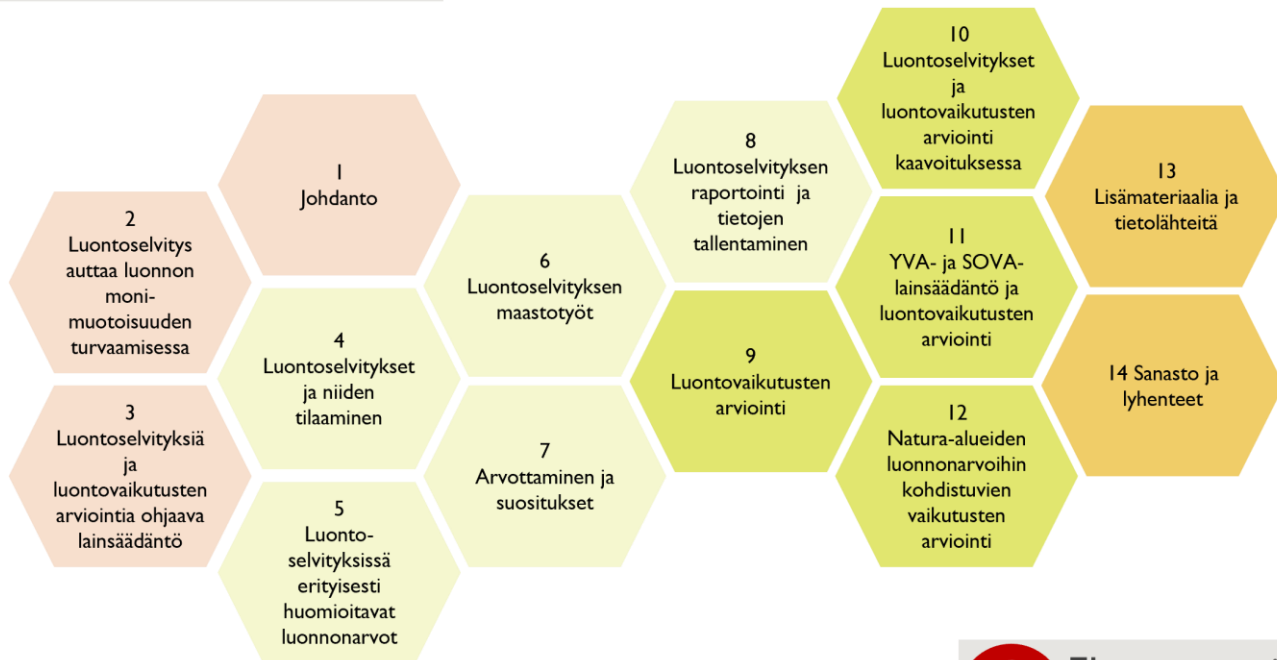 1
Johdanto
2
Luontoselvitys
auttaa luonnon
moni-
muotoisuuden
turvaamisessa
3
Luontoselvityksiä
ja
luontovaikutusten
arviointia ohjaava
lainsäädäntö
4
Luontoselvitykset
ja niiden
tilaaminen
5
Luonto-
selvityksissä
erityisesti
huomioitavat
luonnonarvot
6
Luontoselvityksen
maastotyöt
7
Arvottaminen ja
suositukset
8
Luontoselvityksen
raportointi ja
tietojen
tallentaminen
9
Luontovaikutusten
arviointi
10
Luontoselvitykset
ja
luontovaikutusten
arviointi
kaavoituksessa
11
YVA- ja SOVA-
lainsäädäntö ja
luontovaikutusten
arviointi
12
Natura-alueiden
luonnonarvoihin
kohdistuvien
vaikutusten
arviointi
13
Lisämateriaalia ja
tietolähteitä
14 Sanasto ja
lyhenteet